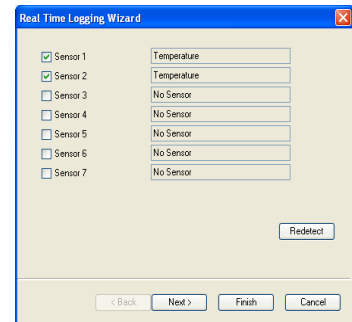 Real Time Logging Wizard
Sensor 1 Temperature
Sensor 2 Temperature
Sensor 3 No Sensor
Sensor 4 No Sensor
Sensor 5 No Sensor
Sensor 6 No Sensor
Sensor 7 No Sensor
Redetect
< Back Next > Finish Cancel